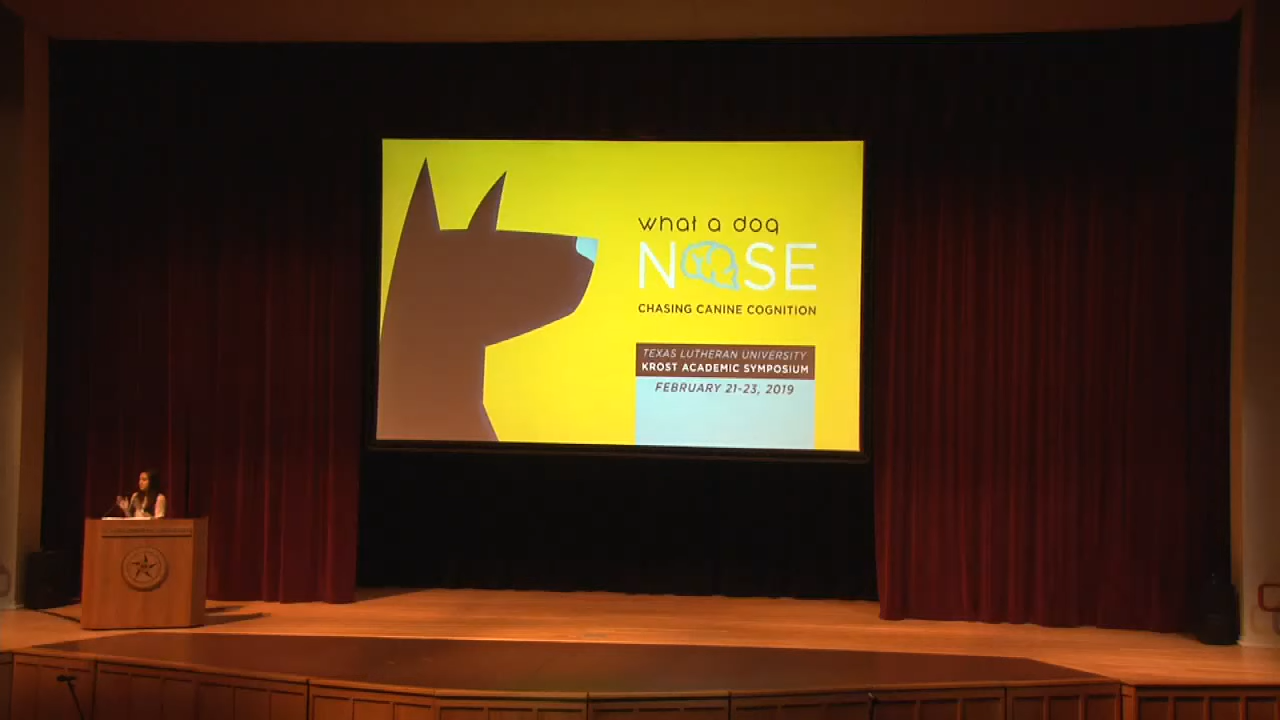 what a dog
NOSE
CHASING CANINE COGNITION
TEXAS LUTHERAN UNIVERSITY
KROST ACADEMIC SYMPOSIUM
FEBRUARY 21-23, 2019